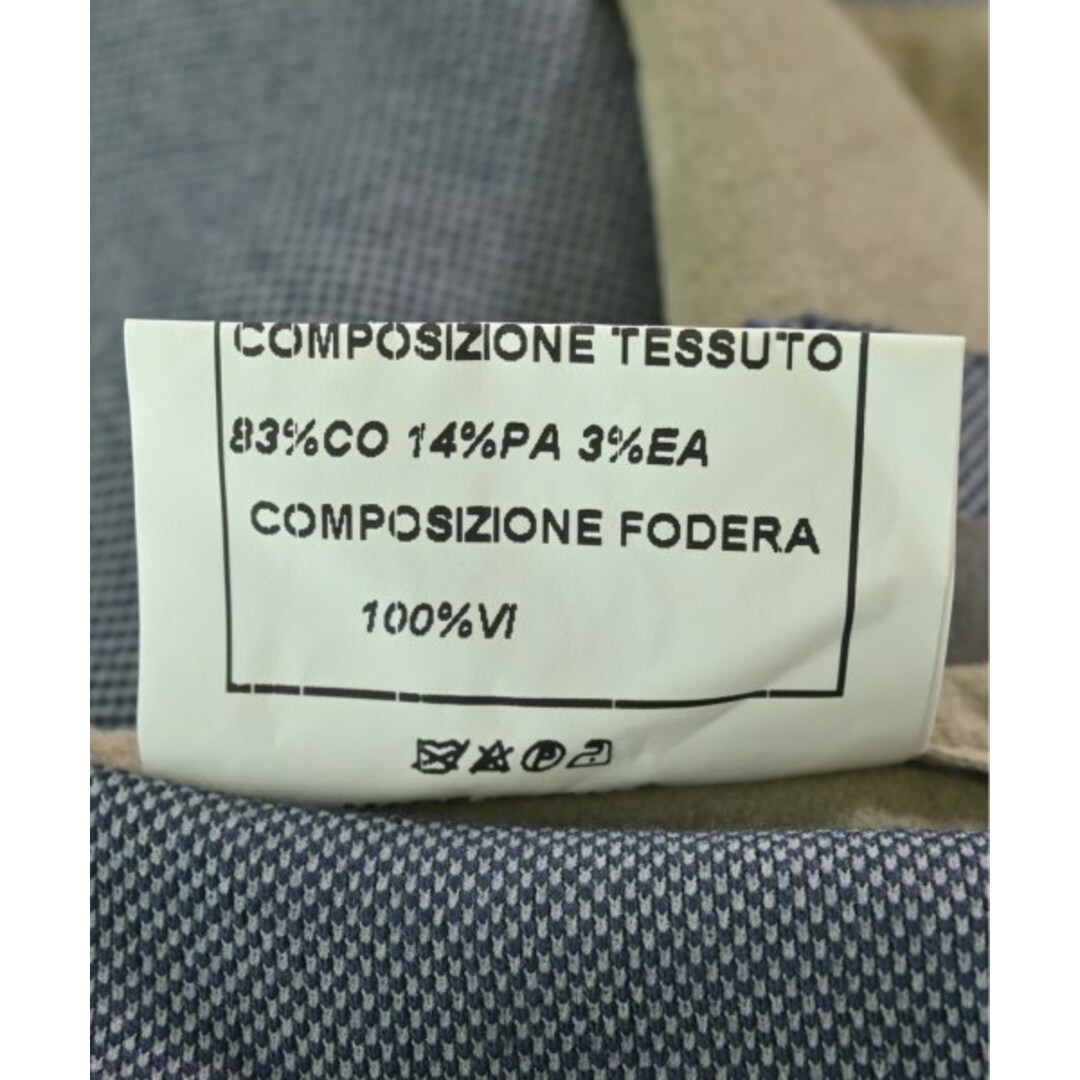 COMPOSIZIONE TESSUTO
83%CO 14%PA 3%EA
COMPOSIZIONE FODERA
100%VI
P